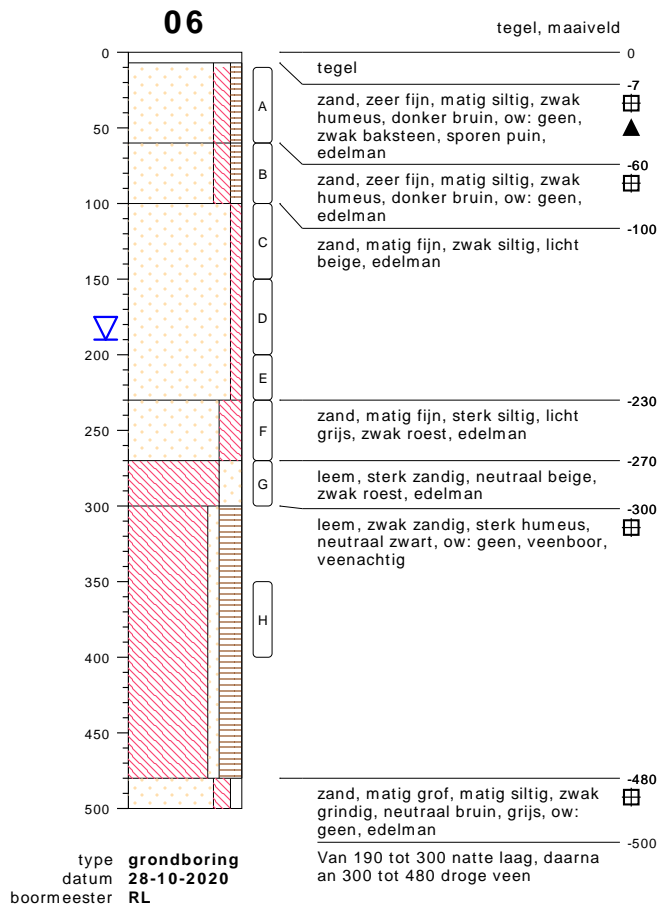 06
tegel, maaiveld
0
50
100
150
200
250
300
350
400
450
500
A
B
C
D
E
F
G
H
0
tegel
-7
zand, zeer fijn, matig siltig, zwak
humeus, donker bruin, ow: geen,
zwak baksteen, sporen puin,
edelman
-60
zand, zeer fijn, matig siltig, zwak
humeus, donker bruin, ow: geen,
edelman
-100
zand, matig fijn, zwak siltig, licht
beige, edelman
-230
zand, matig fijn, sterk siltig, licht
grijs, zwak roest, edelman
-270
leem, sterk zandig, neutraal beige,
zwak roest, edelman
-300
leem, zwak zandig, sterk humeus,
neutraal zwart, ow: geen, veenboor,
veenachtig
-480
zand, matig grof, matig siltig, zwak
grindig, neutraal bruin, grijs, ow:
geen, edelman
-500
Van 190 tot 300 natte laag, daarna
an 300 tot 480 droge veen
type grondboring
datum 28-10-2020
boormeester RL